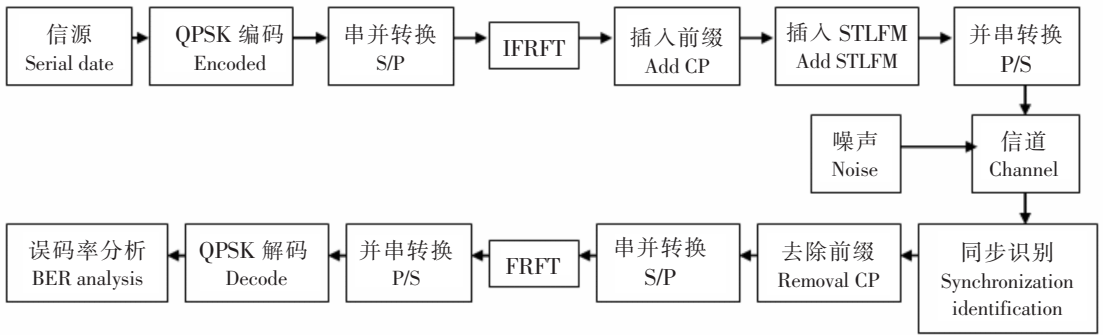 信源
Serial date
QPSK 编码
Encoded
串并转换
S/P
IFRFT
插入前缀
Add CP
插入 STLFM
Add STLFM
并串转换
P/S
噪声
Noise
信道
Channel
误码率分析
BER analysis
QPSK 解码
Decode
并串转换
P/S
FRFT
串并转换
S/P
去除前缀
Removal CP
同步识别
Synchronization
identification